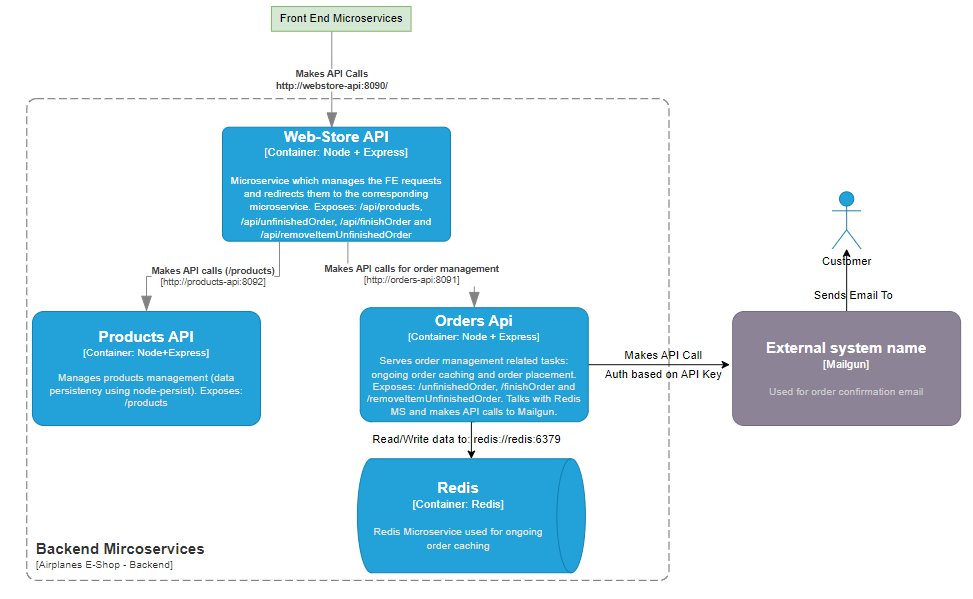 Front End Microservices
Makes API Calls
http://webstore-api:8090/
Web-Store API
[Container: Node + Express]
Microservice which manages the FE requests
and redirects them to the corresponding
microservice. Exposes: /api/products,
/api/unfinishedOrder, /api/finishOrder and
/api/removeItemUnfinishedOrder
Makes API calls (/products)
[http://products-api:8092]
Makes API calls for order management
[http://orders-api:8091]
Products API
[Container: Node+Express]
Manages products management (data
persistency using node-persist). Exposes:
/products
Orders Api
[Container: Node + Express]
Serves order management related tasks:
ongoing order caching and order placement.
Exposes: /unfinishedOrder, /finishOrder and
/removeItemUnfinishedOrder. Talks with Redis
MS and makes API calls to Mailgun.
Makes API Call
Auth based on API Key
Customer
Sends Email To
External system name
[Mailgun]
Used for order confirmation email
Read/Write data to: redis://redis:6379
Redis
[Container: Redis]
Redis Microservice used for ongoing
order caching
Backend Mircoservices
[Airplanes E-Shop - Backend]